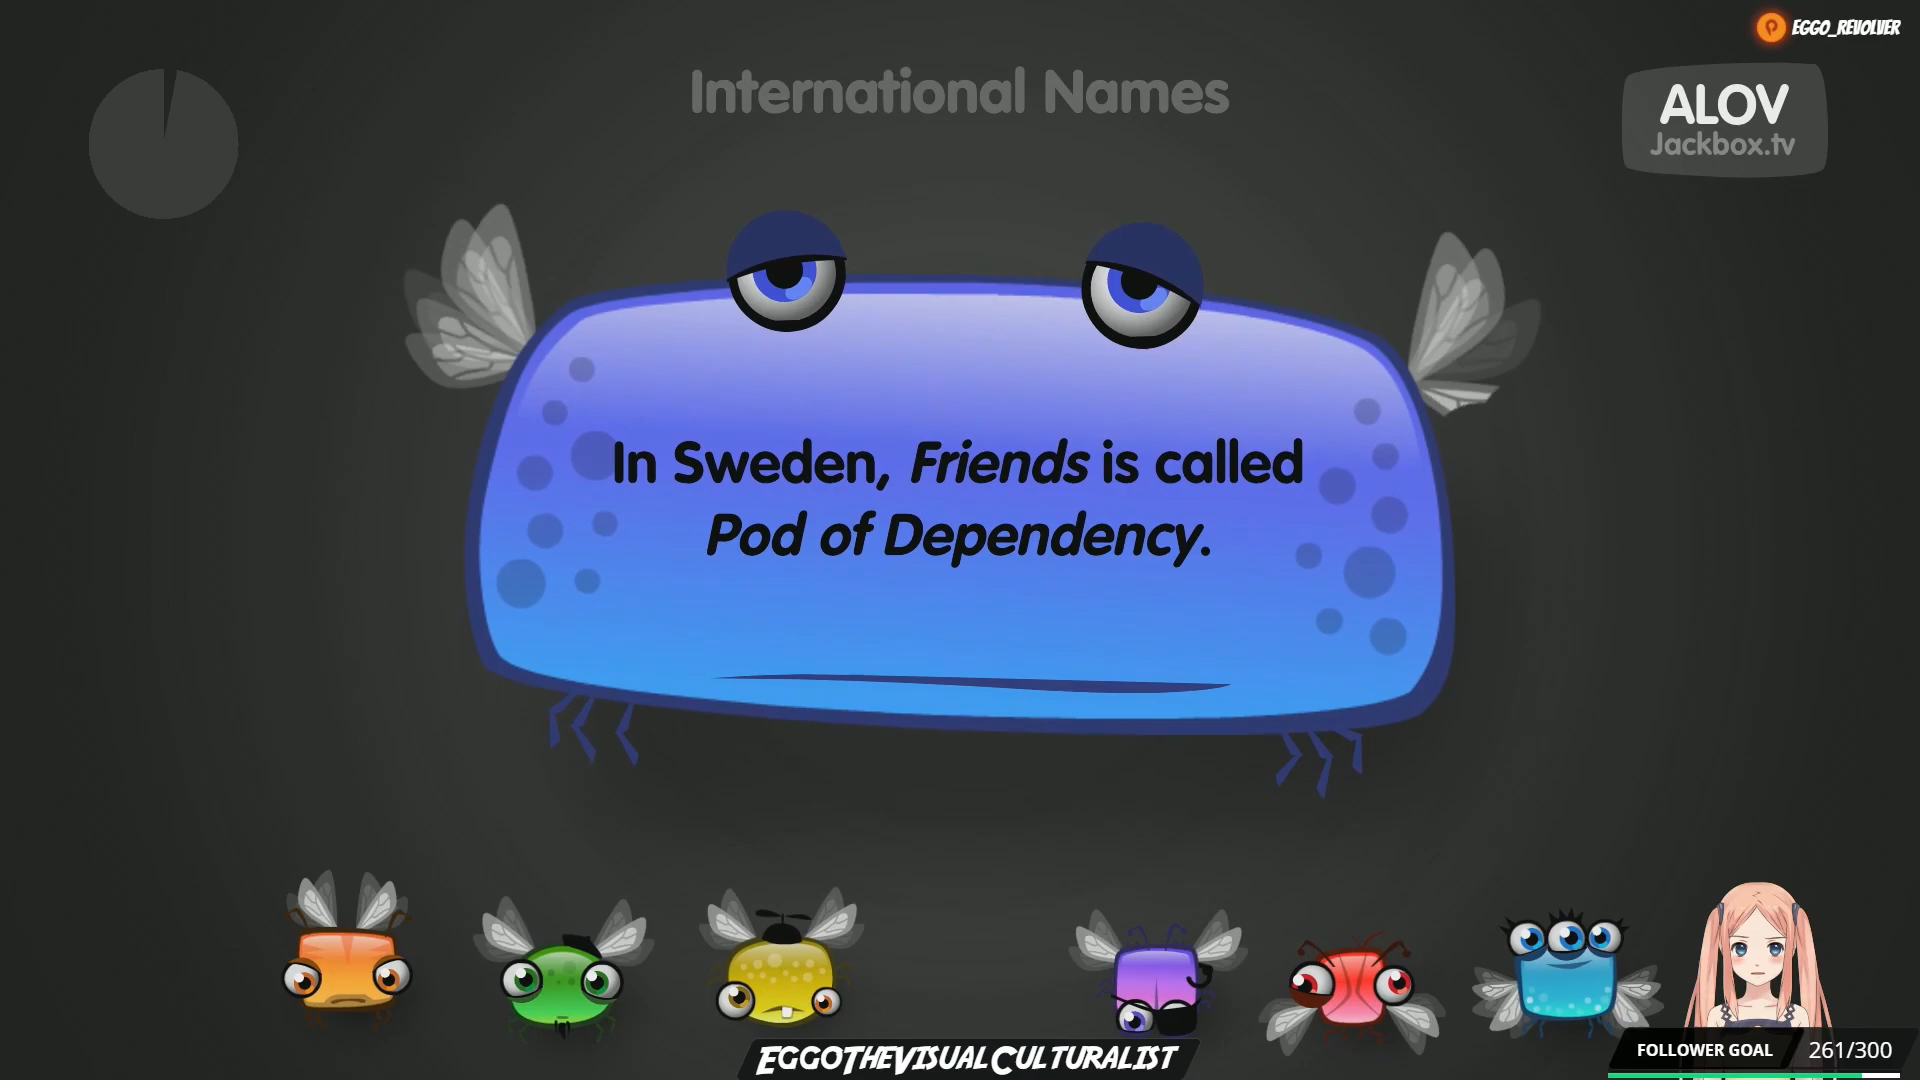 EGGO_REVOLVER
International Names
ALOV
Jackbox.tv
In Sweden, Friends is called
Pod of Dependency.
EGGOTHEVISUALCULTURALIST
FOLLOWER GOAL 261/300